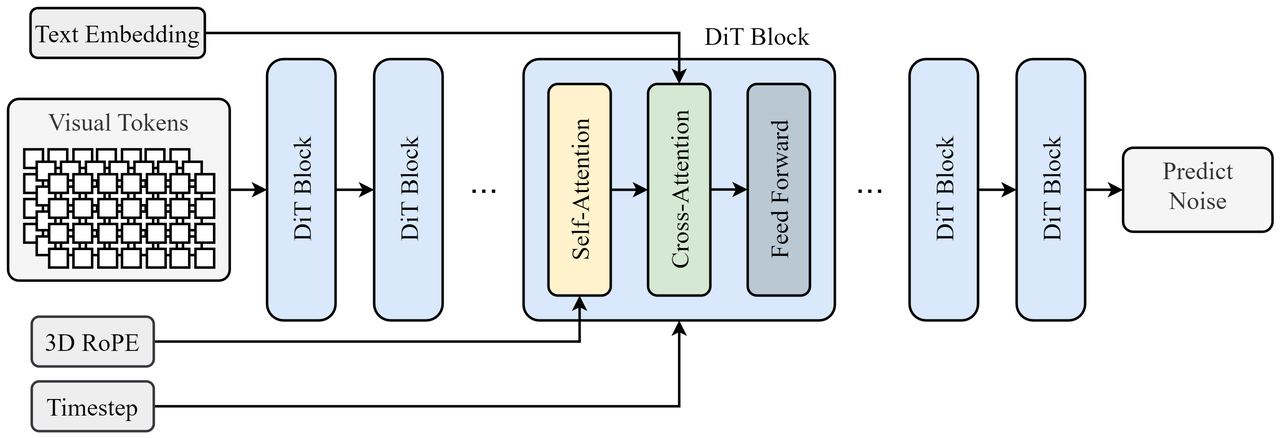 Text Embedding
DiT Block
Visual Tokens
DiT Block
DiT Block
...
Self-Attention
Cross-Attention
Feed Forward
...
DiT Block
DiT Block
Predict
Noise
3D RoPE
Timestep